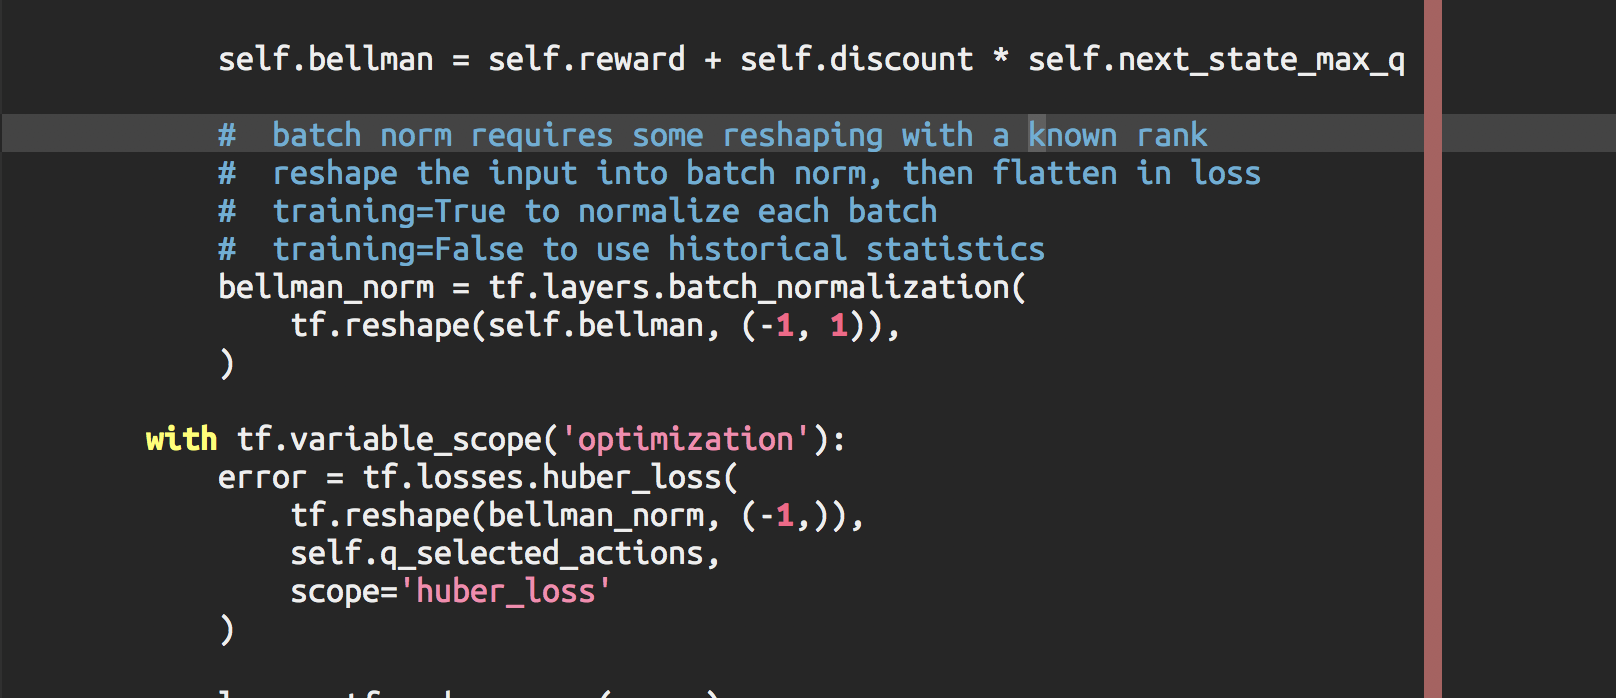 self.bellman = self.reward + self.discount * self.next_state_max_q
#  batch norm requires some reshaping with a known rank
#  reshape the input into batch norm, then flatten in loss
#  training=True to normalize each batch
#  training=False to use historical statistics
bellman_norm = tf.layers.batch_normalization(
tf.reshape(self.bellman, (-1, 1)),
)
with tf.variable_scope('optimization'):
error = tf.losses.huber_loss(
tf.reshape(bellman_norm, (-1,)),
self.q_selected_actions,
scope='huber_loss'
)